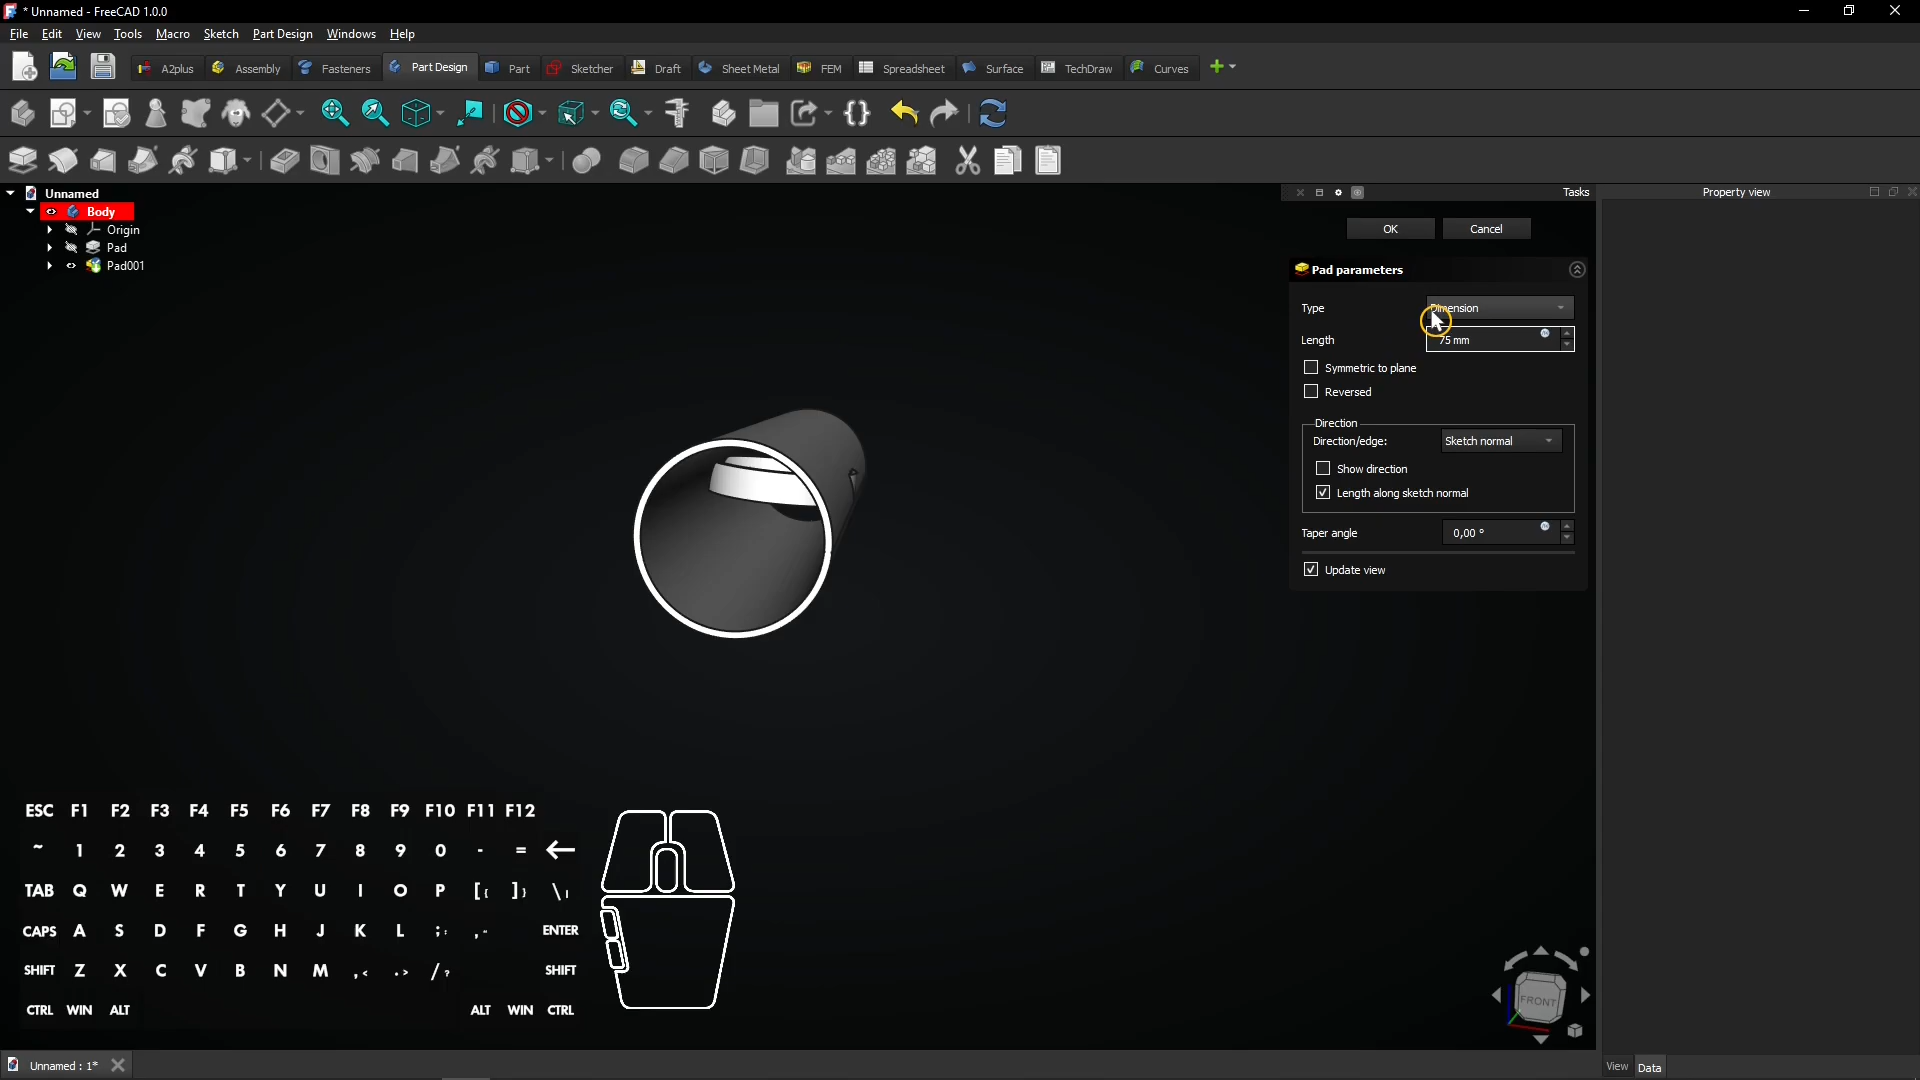 * Unnamed - FreeCAD 1.0.0
File Edit View Tools Macro Sketch Part Design Windows Help
A2plus Assembly Fasteners Part Design Part Sketcher Draft Sheet Metal FEM Spreadsheet Surface TechDraw Curves
Unnamed
Body
Origin
Pad
Pad001
Tasks
Property view
OK Cancel
Pad parameters
Type Dimension
Length 75 mm
Symmetric to plane
Reversed
Direction
Direction/edge: Sketch normal
Show direction
Length along sketch normal
Taper angle 0,00 °
Update view
ESC F1 F2 F3 F4 F5 F6 F7 F8 F9 F10 F11 F12
~ 1 2 3 4 5 6 7 8 9 0 - = ←
TAB Q W E R T Y U I O P [{ ]} \|
CAPS A S D F G H J K L ;: ,“ ENTER
SHIFT Z X C V B N M ,< .> /? SHIFT
CTRL WIN ALT ALT WIN CTRL
FRONT
Unnamed : 1*
View Data